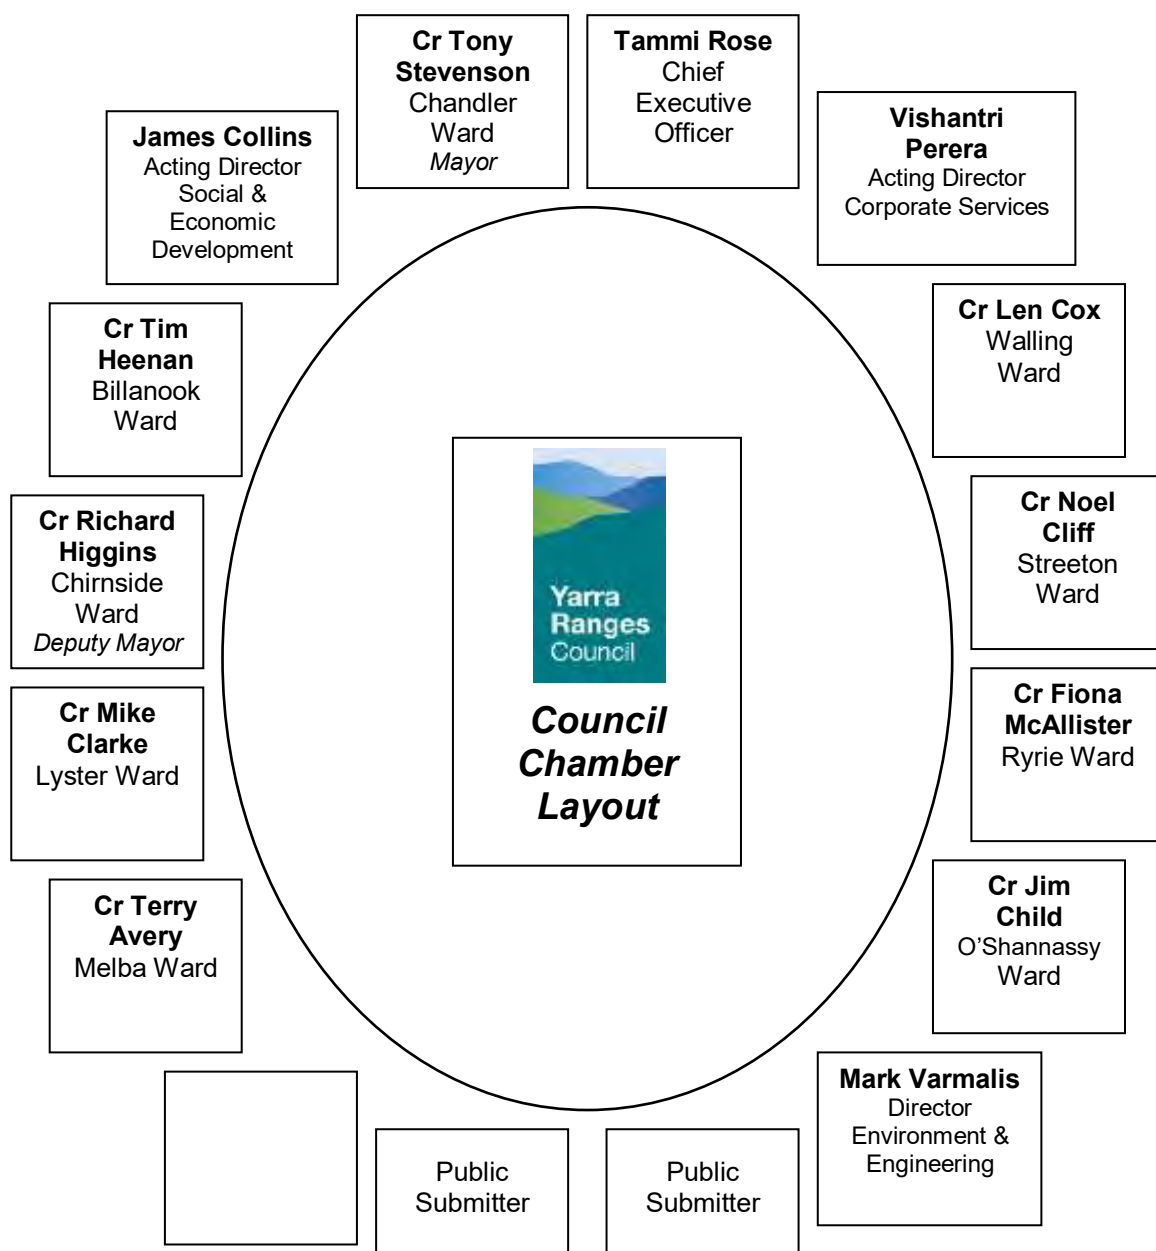 Cr Tony
Stevenson
Chandler
Ward
Mayor
Tammi Rose
Chief
Executive
Officer
James Collins
Acting Director
Social &
Economic
Development
Vishantri
Perera
Acting Director
Corporate Services
Cr Tim
Heenan
Billanook
Ward
Cr Len Cox
Walling
Ward
Cr Richard
Higgins
Chirnside
Ward
Deputy Mayor
Cr Noel
Cliff
Streeton
Ward
Yarra
Ranges
Council
Council
Chamber
Layout
Cr Mike
Clarke
Lyster Ward
Cr Fiona
McAllister
Ryrie Ward
Cr Terry
Avery
Melba Ward
Cr Jim
Child
O'Shannassy
Ward
Mark Varmalis
Director
Environment &
Engineering
Public
Submitter
Public
Submitter